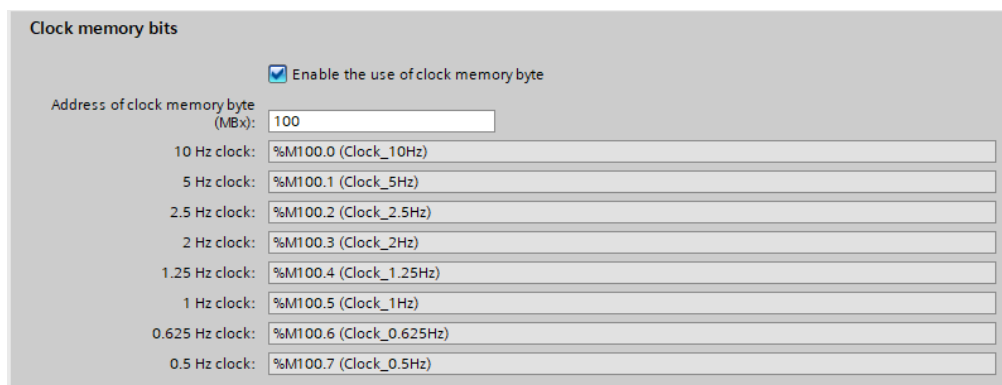 Clock memory bits
Enable the use of clock memory byte
Address of clock memory byte
(MBx): 100
10 Hz clock: %M100.0 (Clock_10Hz)
5 Hz clock: %M100.1 (Clock_5Hz)
2.5 Hz clock: %M100.2 (Clock_2.5Hz)
2 Hz clock: %M100.3 (Clock_2Hz)
1.25 Hz clock: %M100.4 (Clock_1.25Hz)
1 Hz clock: %M100.5 (Clock_1Hz)
0.625 Hz clock: %M100.6 (Clock_0.625Hz)
0.5 Hz clock: %M100.7 (Clock_0.5Hz)